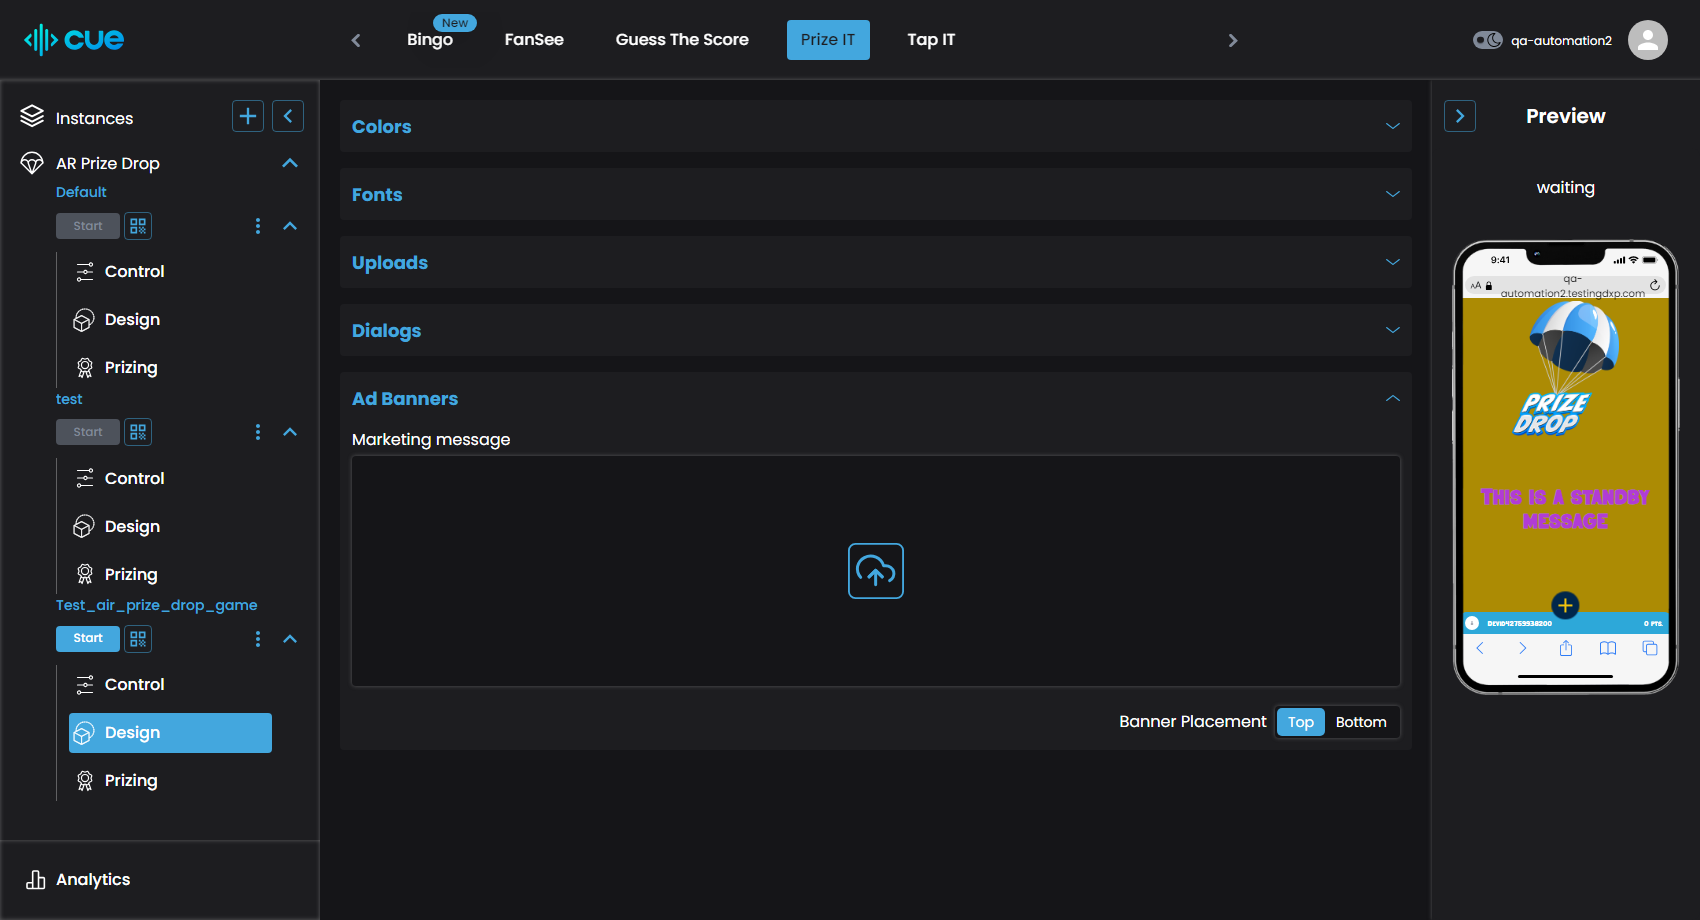 cue
New
Bingo
FanSee
Guess The Score
Prize IT
Tap IT
qa-automation2
Instances
AR Prize Drop
Default
Start
Control
Design
Prizing
test
Start
Control
Design
Prizing
Test_air_prize_drop_game
Start
Control
Design
Prizing
Analytics
Colors
Fonts
Uploads
Dialogs
Ad Banners
Marketing message
Banner Placement
Top
Bottom
Preview
waiting
9:41
AA
qa-
automation2.testingdxp.com
PRIZE
DROP
THIS IS A STANDBY
MESSAGE
0 PTS.